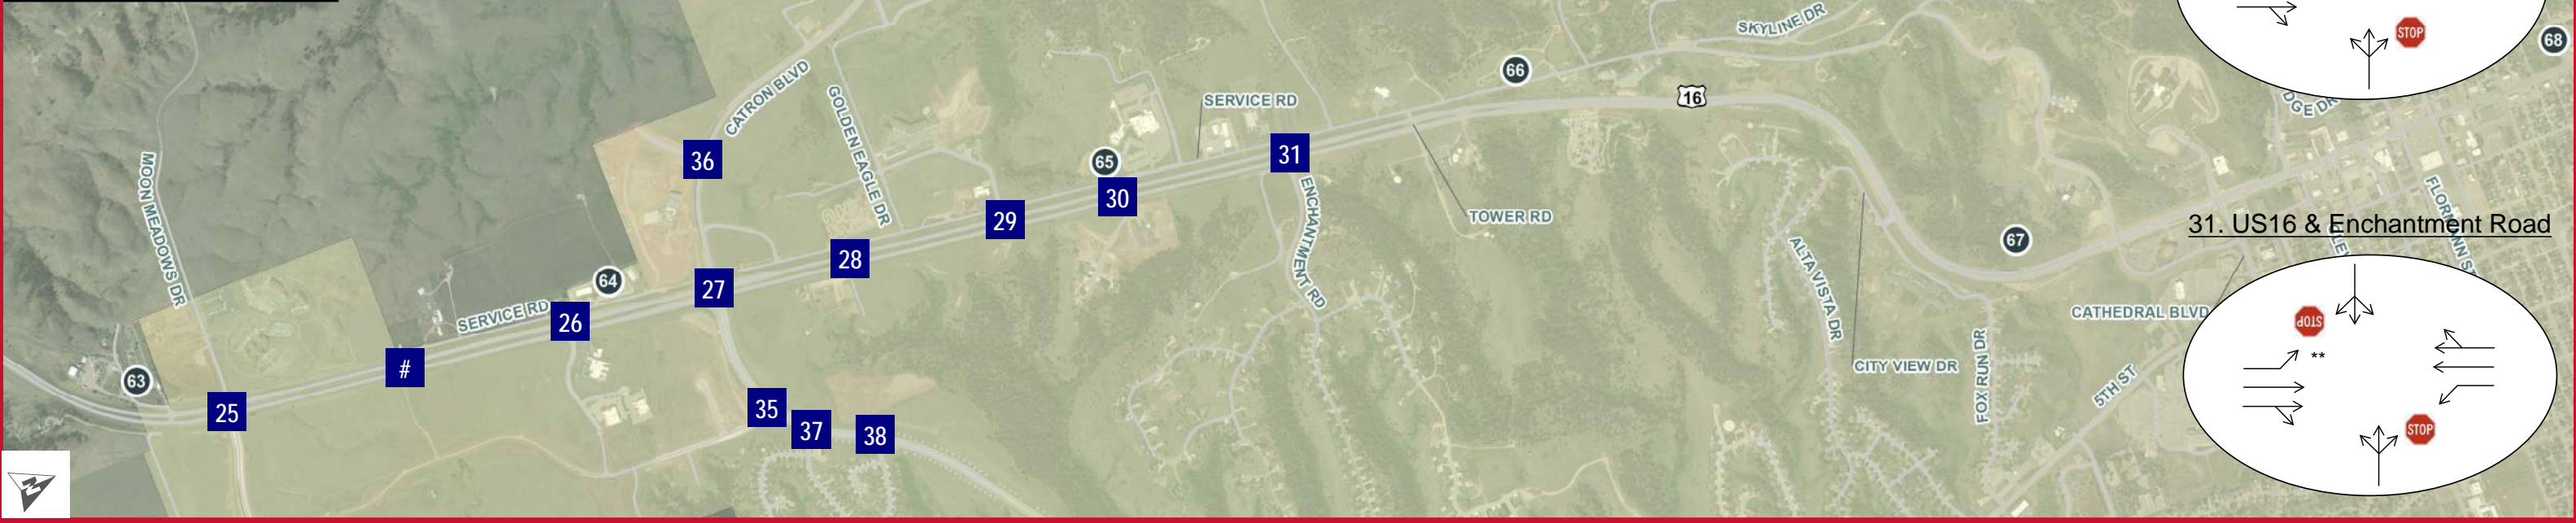 SKYLINE DR
STOP
68
66
16
CATRON BLVD
GOLDEN EAGLE DR
SERVICE RD
MOON MEADOWS DR
36
65
31
ENCHANTMENT RD
30
29
TOWER RD
28
27
64
SERVICE RD
26
#
63
25
35
37
38
67
ALTA VISTA DR
CITY VIEW DR
FOX RUN DR
CATHEDRAL BLVD
5TH ST
31. US16 & Enchantment Road
STOP
**
STOP